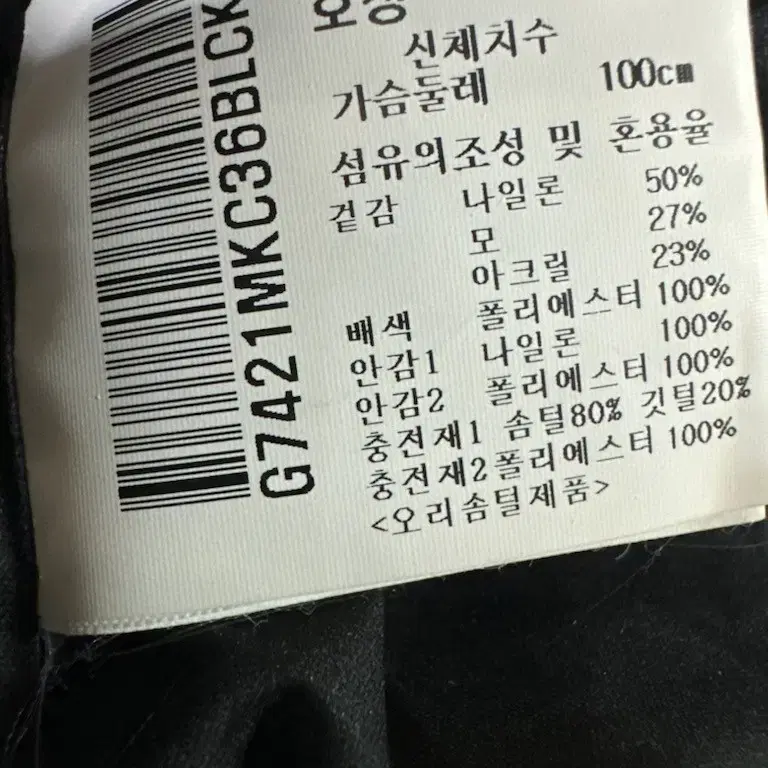 호칭
신체치수
가슴둘레 100cm
섬유의조성 및 혼용율
겉감 나일론 50%
모 27%
아크릴 23%
배색 폴리에스터 100%
안감1 나일론 100%
안감2 폴리에스터 100%
충전재1 솜털80% 깃털20%
충전재2폴리에스터 100%
<오리솜털제품>
G7421MKC36BLCK